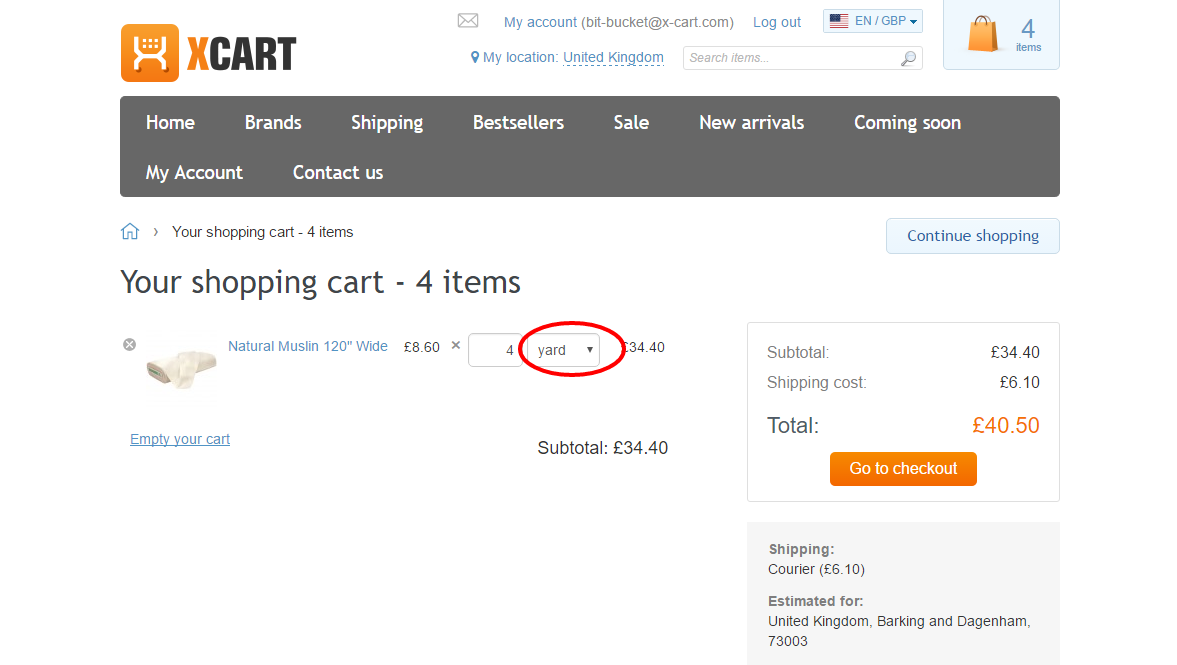 XCART
My account (bit-bucket@x-cart.com) Log out EN / GBP
My location: United Kingdom Search items...
4
items
Home Brands Shipping Bestsellers Sale New arrivals Coming soon
My Account Contact us
› Your shopping cart - 4 items
Continue shopping
Your shopping cart - 4 items
Natural Muslin 120" Wide £8.60 × 4 yard £34.40
Empty your cart
Subtotal: £34.40
Subtotal: £34.40
Shipping cost: £6.10
Total: £40.50
Go to checkout
Shipping:
Courier (£6.10)
Estimated for:
United Kingdom, Barking and Dagenham,
73003